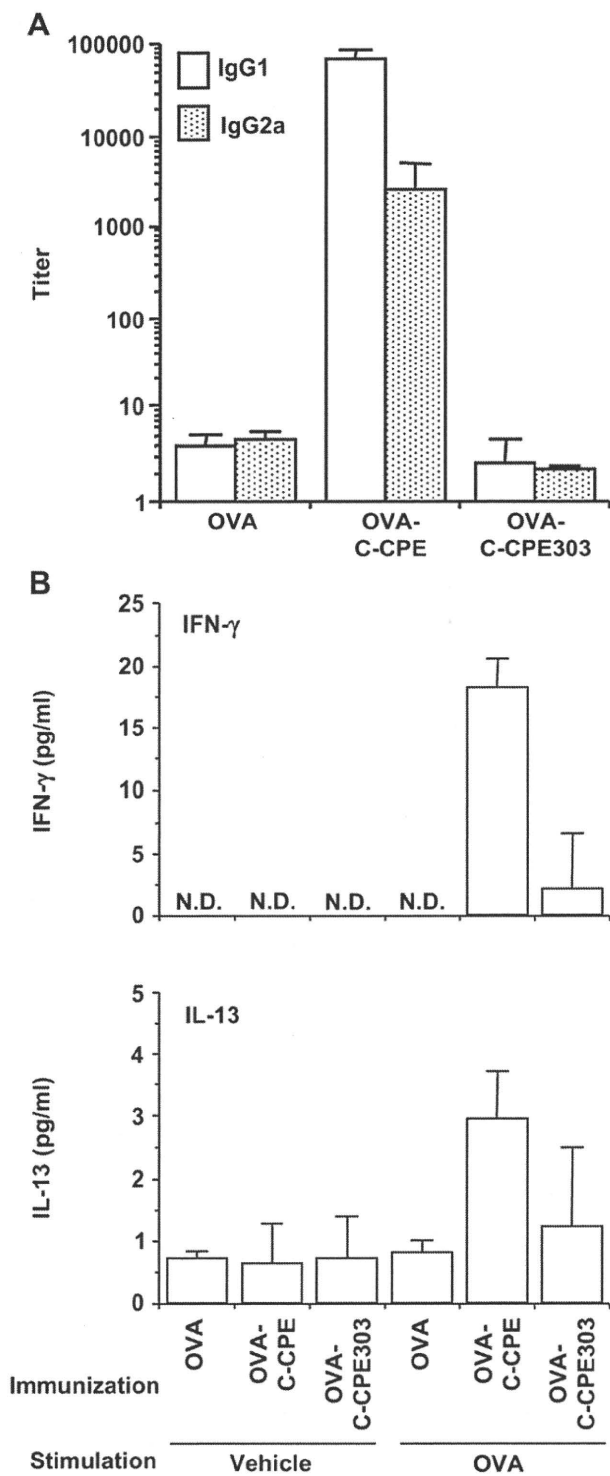 A
100000
10000
1000
100
10
1
Titer
IgG1
IgG2a
OVA
OVA-
C-CPE
OVA-
C-CPE303
B
25
20
15
10
5
0
IFN-γ (pg/ml)
IFN-γ
N.D.
N.D.
N.D.
N.D.
5
4
3
2
1
0
IL-13 (pg/ml)
IL-13
Immunization
OVA
OVA-
C-CPE
OVA-
C-CPE303
OVA
OVA-
C-CPE
OVA-
C-CPE303
Stimulation
Vehicle
OVA